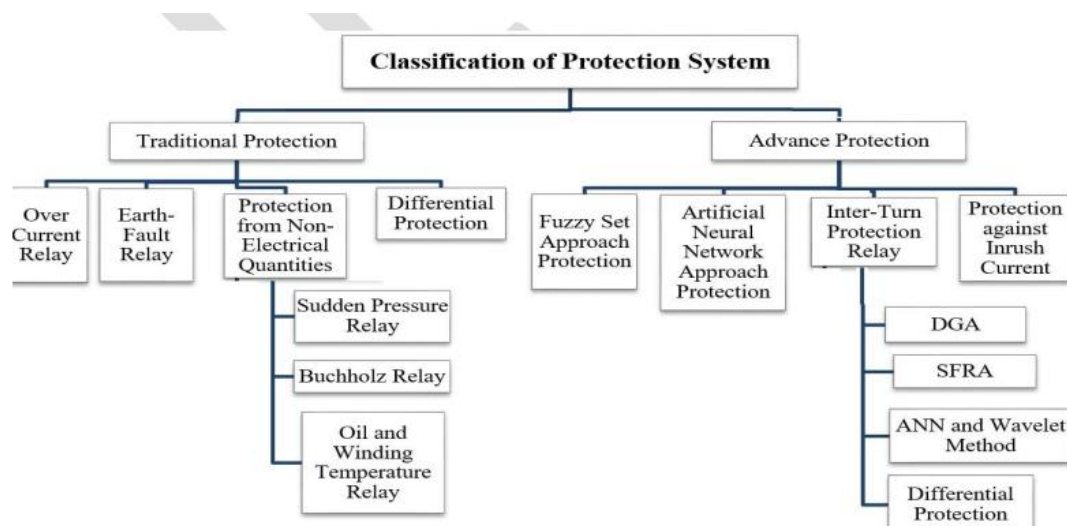 Classification of Protection System
Traditional Protection
Advance Protection
Over
Current
Relay
Earth-
Fault
Relay
Protection
from Non-
Electrical
Quantities
Differential
Protection
Fuzzy Set
Approach
Protection
Artificial
Neural
Network
Approach
Protection
Inter-Turn
Protection
Relay
Protection
against
Inrush
Current
Sudden Pressure
Relay
Buchholz Relay
Oil and
Winding
Temperature
Relay
DGA
SFRA
ANN and Wavelet
Method
Differential
Protection